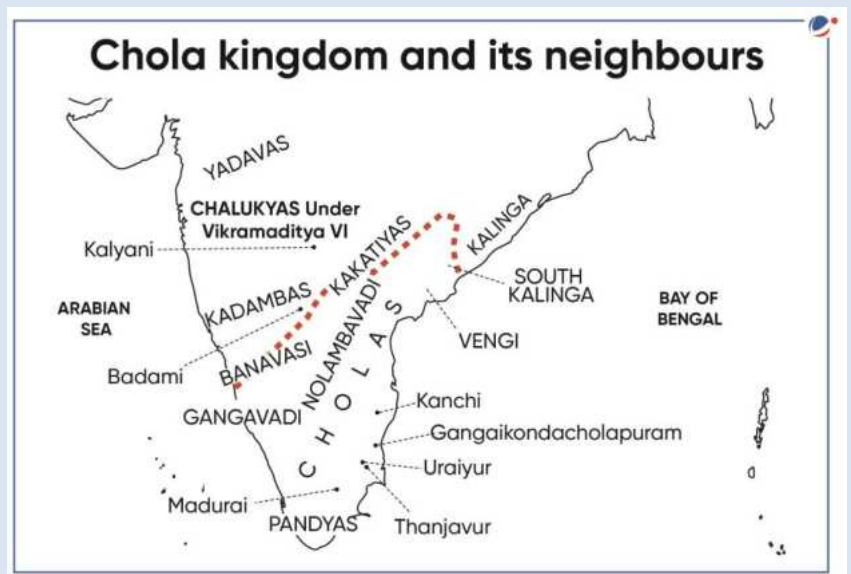 Chola kingdom and its neighbours
YADAVAS
CHALUKYAS Under
Vikramaditya VI
Kalyani
KAKATIYAS
KALINGA
SOUTH
KALINGA
ARABIAN
SEA
KADAMBAS
BAY OF
BENGAL
NOLAMBAVADI
VENGI
Badami
BANAVASI
CHOLAS
GANGAVADI
Kanchi
Gangaikondacholapuram
Uraiyur
Madurai
PANDYAS
Thanjavur